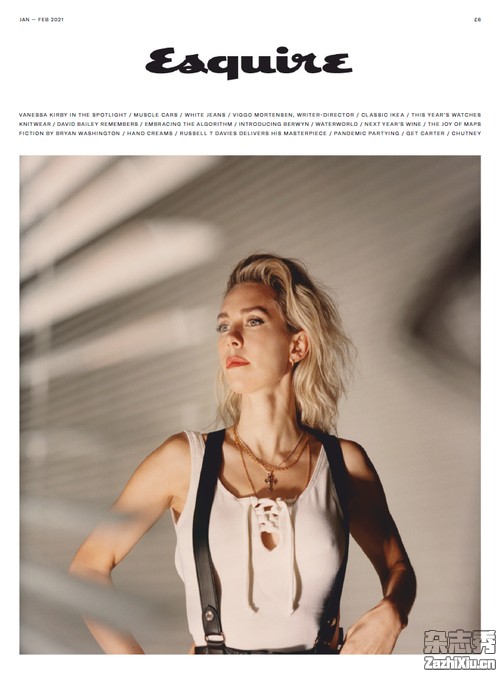 JAN — FEB 2021
£6
Esquire
VANESSA KIRBY IN THE SPOTLIGHT / MUSCLE CARS / WHITE JEANS / VIGGO MORTENSEN, WRITER-DIRECTOR / CLASSIC IKEA / THIS YEAR'S WATCHES
KNITWEAR / DAVID BAILEY REMEMBERS / EMBRACING THE ALGORITHM / INTRODUCING BERWYN / WATERWORLD / NEXT YEAR'S WINE / THE JOY OF MAPS
FICTION BY BRYAN WASHINGTON / HAND CREAMS / RUSSELL T DAVIES DELIVERS HIS MASTERPIECE / PANDEMIC PARTYING / GET CARTER / CHUTNEY
杂志秀
ZazhiXiu.cn